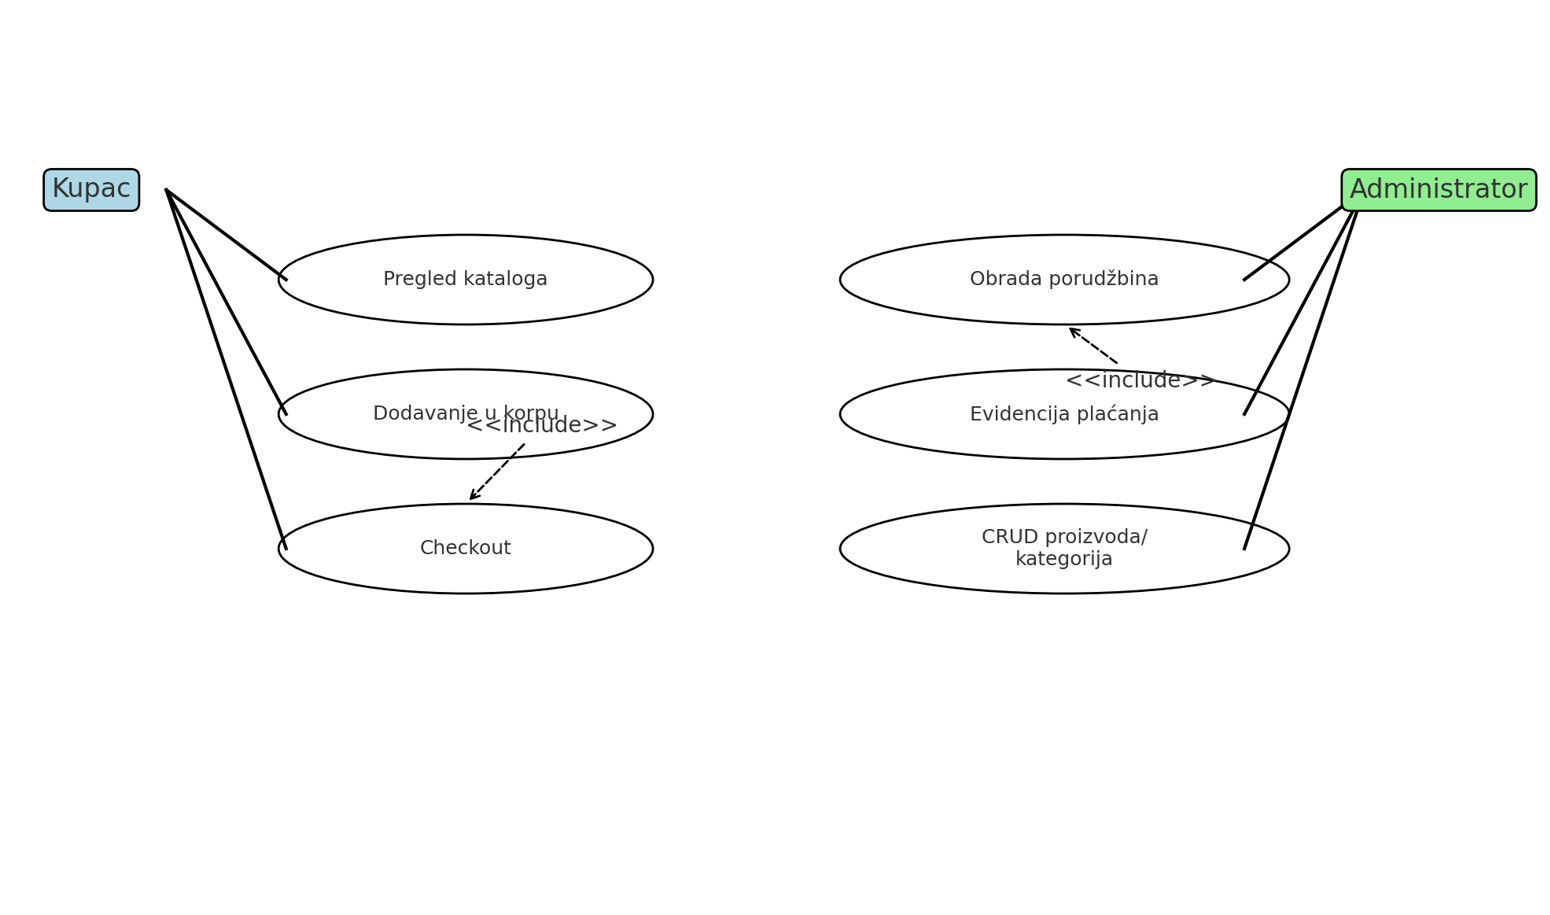 Kupac
Administrator
Pregled kataloga
Obrada porudžbina
<<include>>
Dodavanje u korpu
<<include>>
Evidencija plaćanja
Checkout
CRUD proizvoda/
kategorija